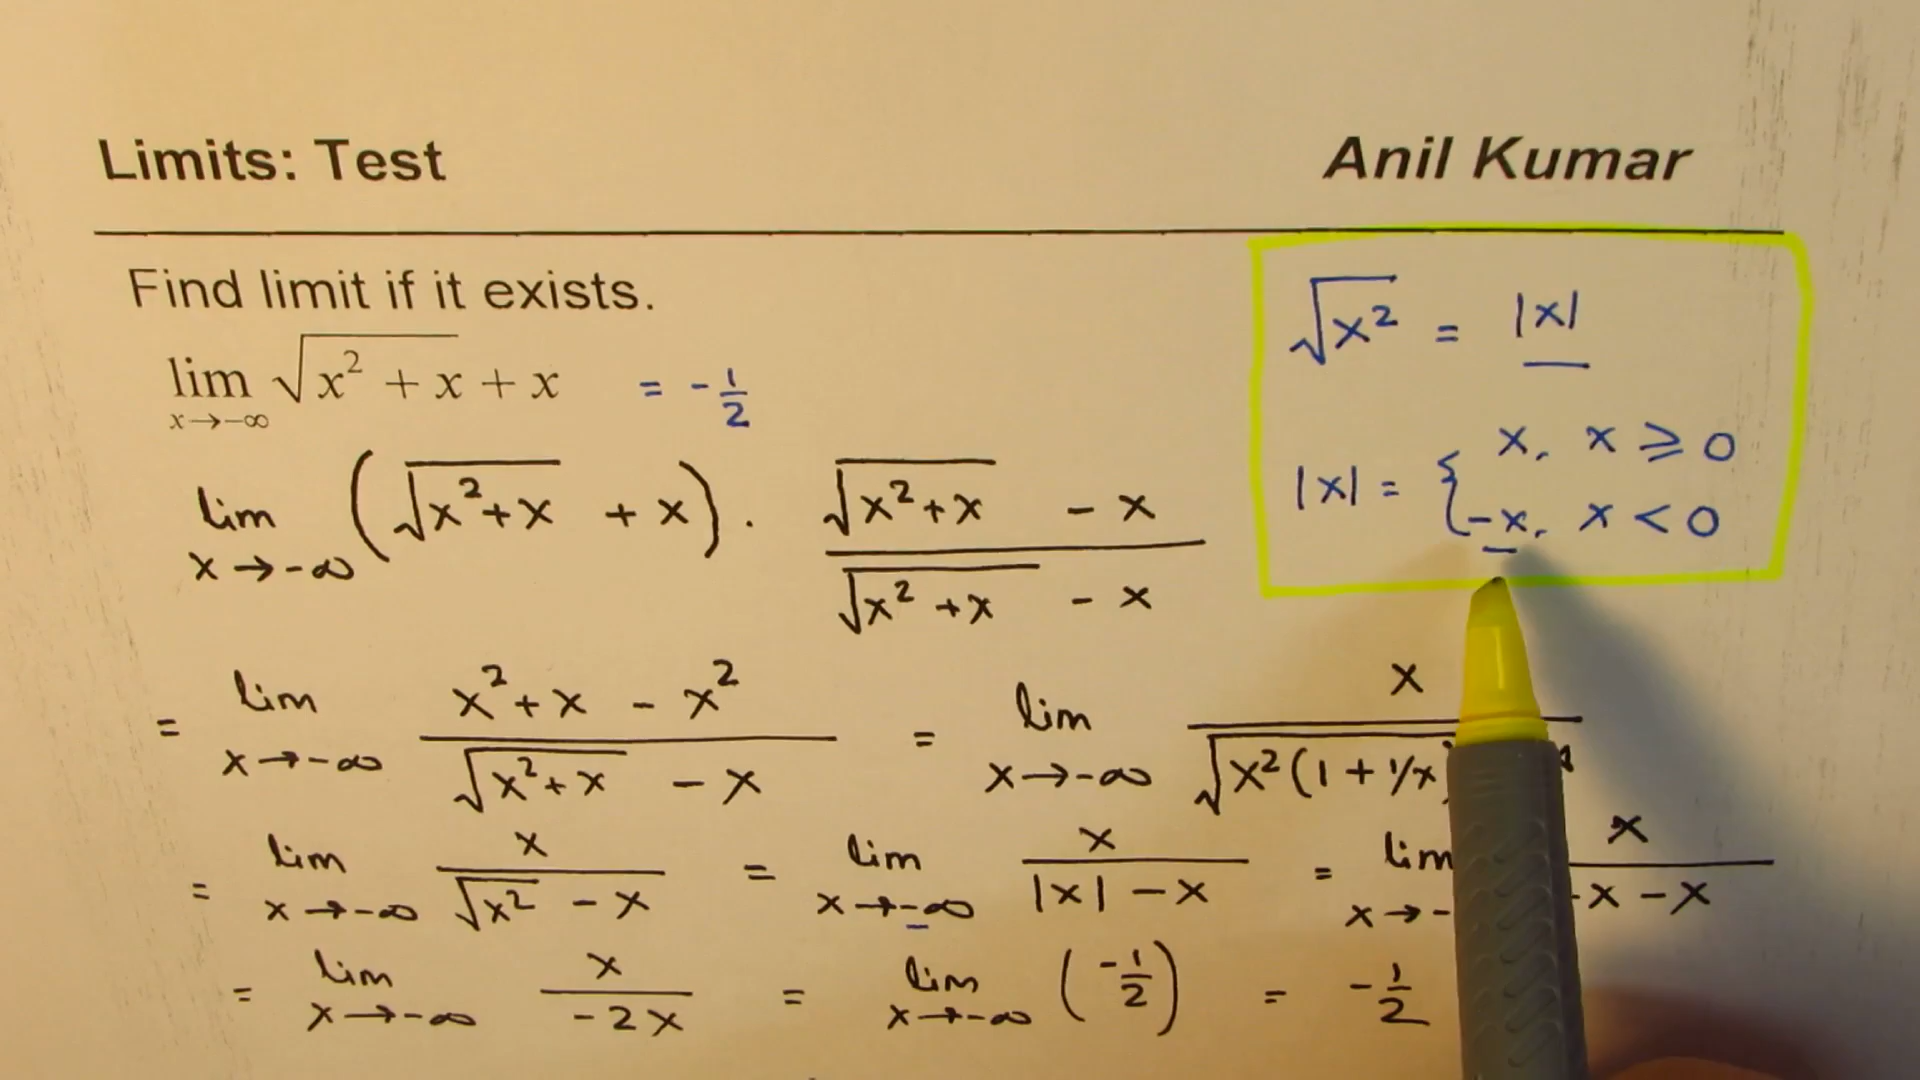 Limits: Test Anil Kumar
Find limit if it exists.
lim x→-∞ √(x² + x) + x = -1/2
√x² = |x|
|x| = { x, x ≥ 0
-x, x < 0
lim x→-∞ (√(x²+x) + x) · (√(x²+x) - x)/(√(x²+x) - x)
= lim x→-∞ (x²+x - x²)/(√(x²+x) - x) = lim x→-∞ x/√(x²(1+1/x)
= lim x→-∞ x/(√x² - x) = lim x→-∞ x/(|x| - x) = lim x→- x/(-x - x)
= lim x→-∞ x/(-2x) = lim x→-∞ (-1/2) = -1/2